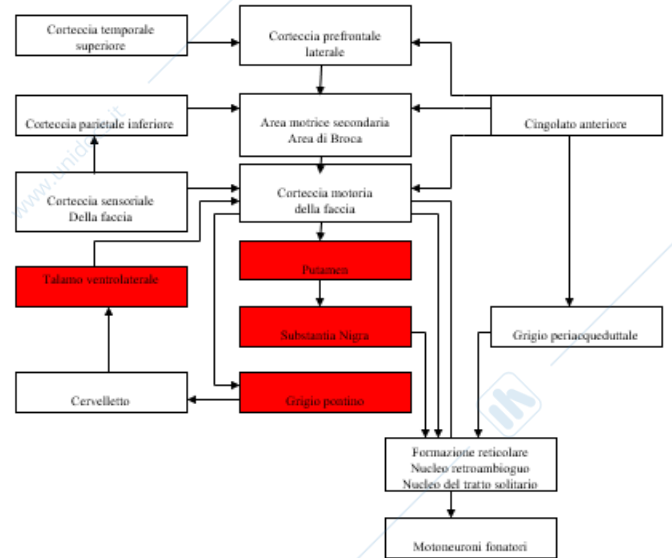 Corteccia temporale
superiore
Corteccia prefrontale
laterale
Corteccia parietale inferiore
Area motrice secondaria
Area di Broca
Cingolato anteriore
Corteccia sensoriale
Della faccia
Corteccia motoria
della faccia
Talamo ventrolaterale
Putamen
Substantia Nigra
Grigio periacqueduttale
Cervelletto
Grigio pontino
Formazione reticolare
Nucleo retroambioguo
Nucleo del tratto solitario
Motoneuroni fonatori